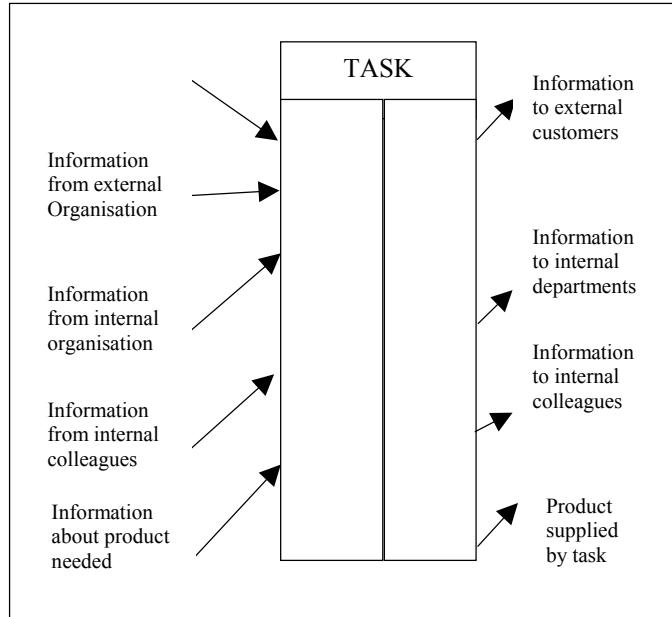 TASK
Information
from external
Organisation
Information
from internal
organisation
Information
from internal
colleagues
Information
about product
needed
Information
to external
customers
Information
to internal
departments
Information
to internal
colleagues
Product
supplied
by task